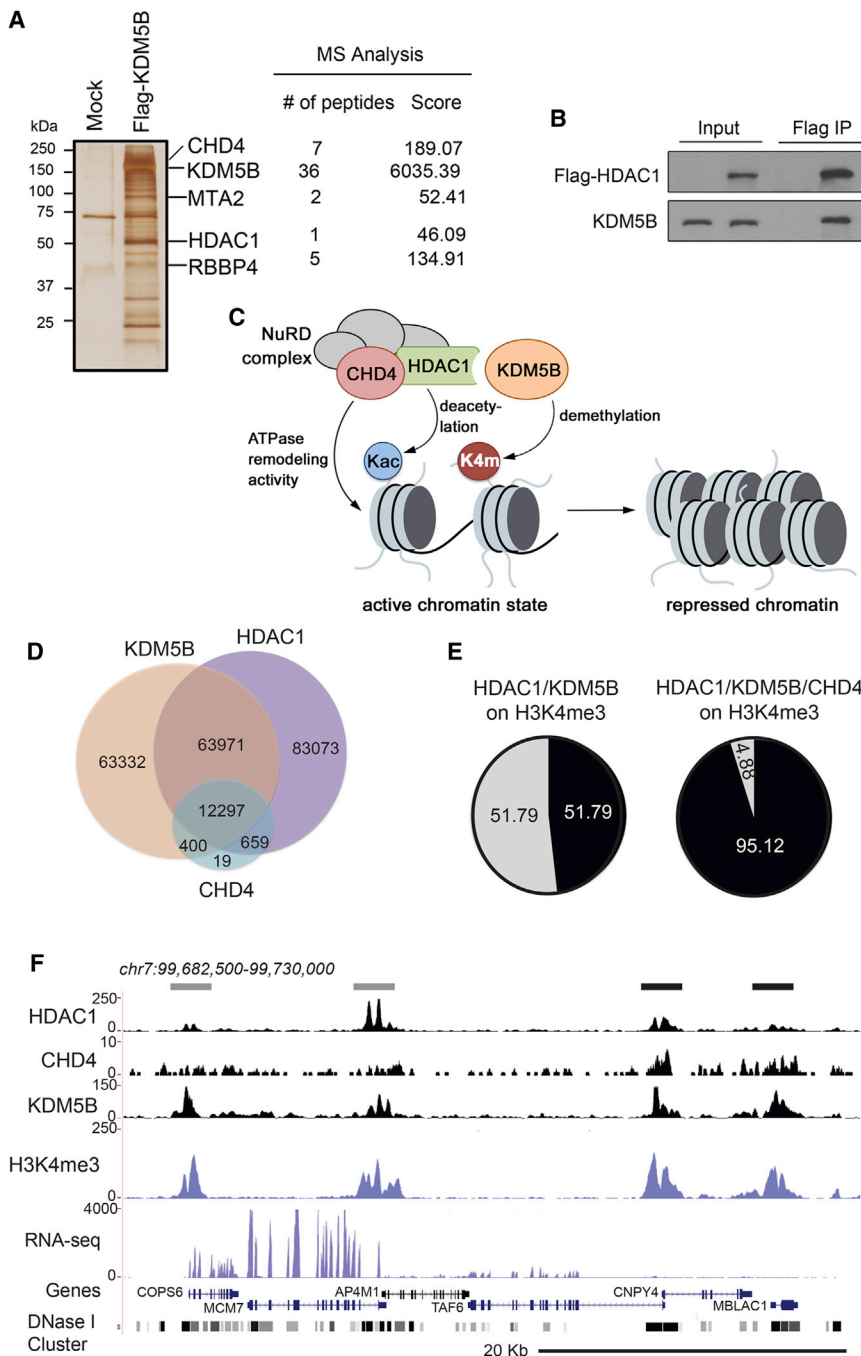 A
Mock
Flag-KDM5B
MS Analysis
# of peptides Score
kDa
250
150
100
75
50
37
25
CHD4 7 189.07
KDM5B 36 6035.39
MTA2 2 52.41
HDAC1 1 46.09
RBBP4 5 134.91
B
Input Flag IP
Flag-HDAC1
KDM5B
C
NuRD
complex
CHD4
HDAC1
KDM5B
deacety-
lation
demethylation
ATPase
remodeling
activity
Kac
K4m
active chromatin state
repressed chromatin
D
KDM5B
HDAC1
63332
63971
83073
12297
400
659
19
CHD4
E
HDAC1/KDM5B
on H3K4me3
HDAC1/KDM5B/CHD4
on H3K4me3
51.79
51.79
4.88
95.12
F
chr7:99,682,500-99,730,000
HDAC1
250
0
CHD4
10
0
KDM5B
150
0
H3K4me3
250
0
RNA-seq
4000
0
Genes
COPS6
AP4M1
CNPY4
MCM7
TAF6
MBLAC1
DNase I
Cluster
s
20 Kb